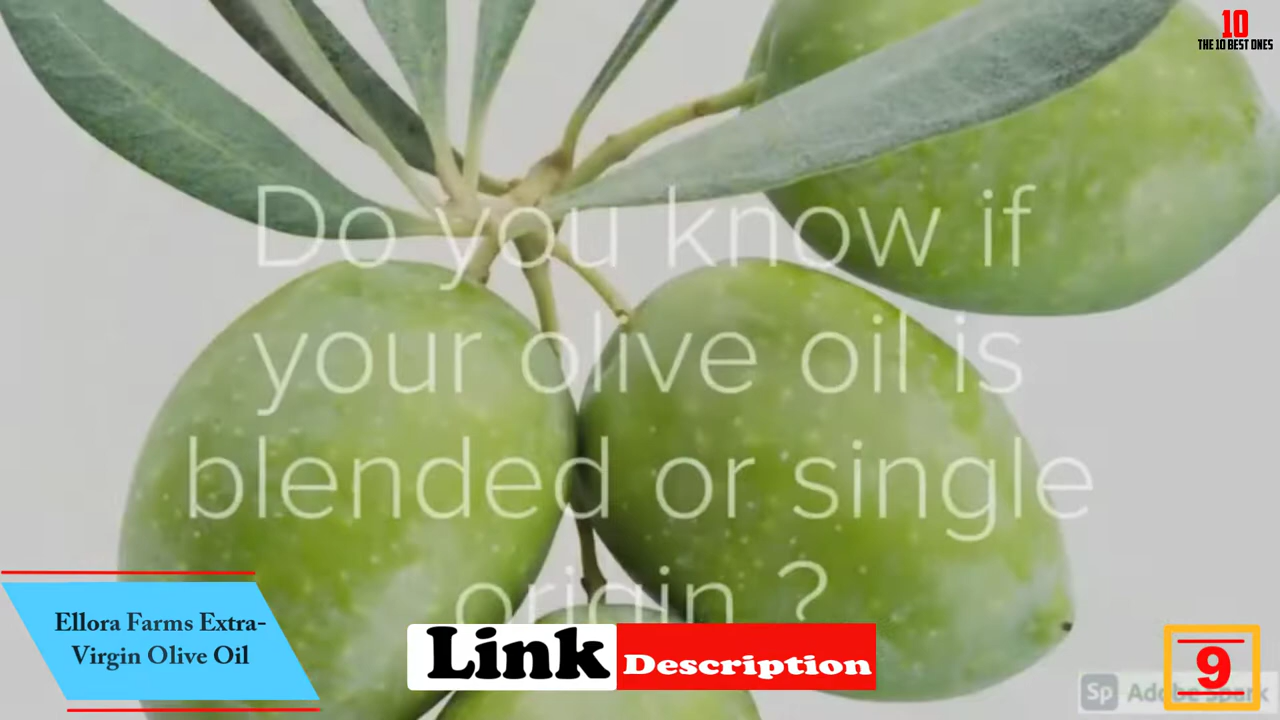 10
THE 10 BEST ONES
Do you know if
your olive oil is
blended or single
origin ?
Ellora Farms Extra-
Virgin Olive Oil
Link
Description
9
Sp Adobe Spark